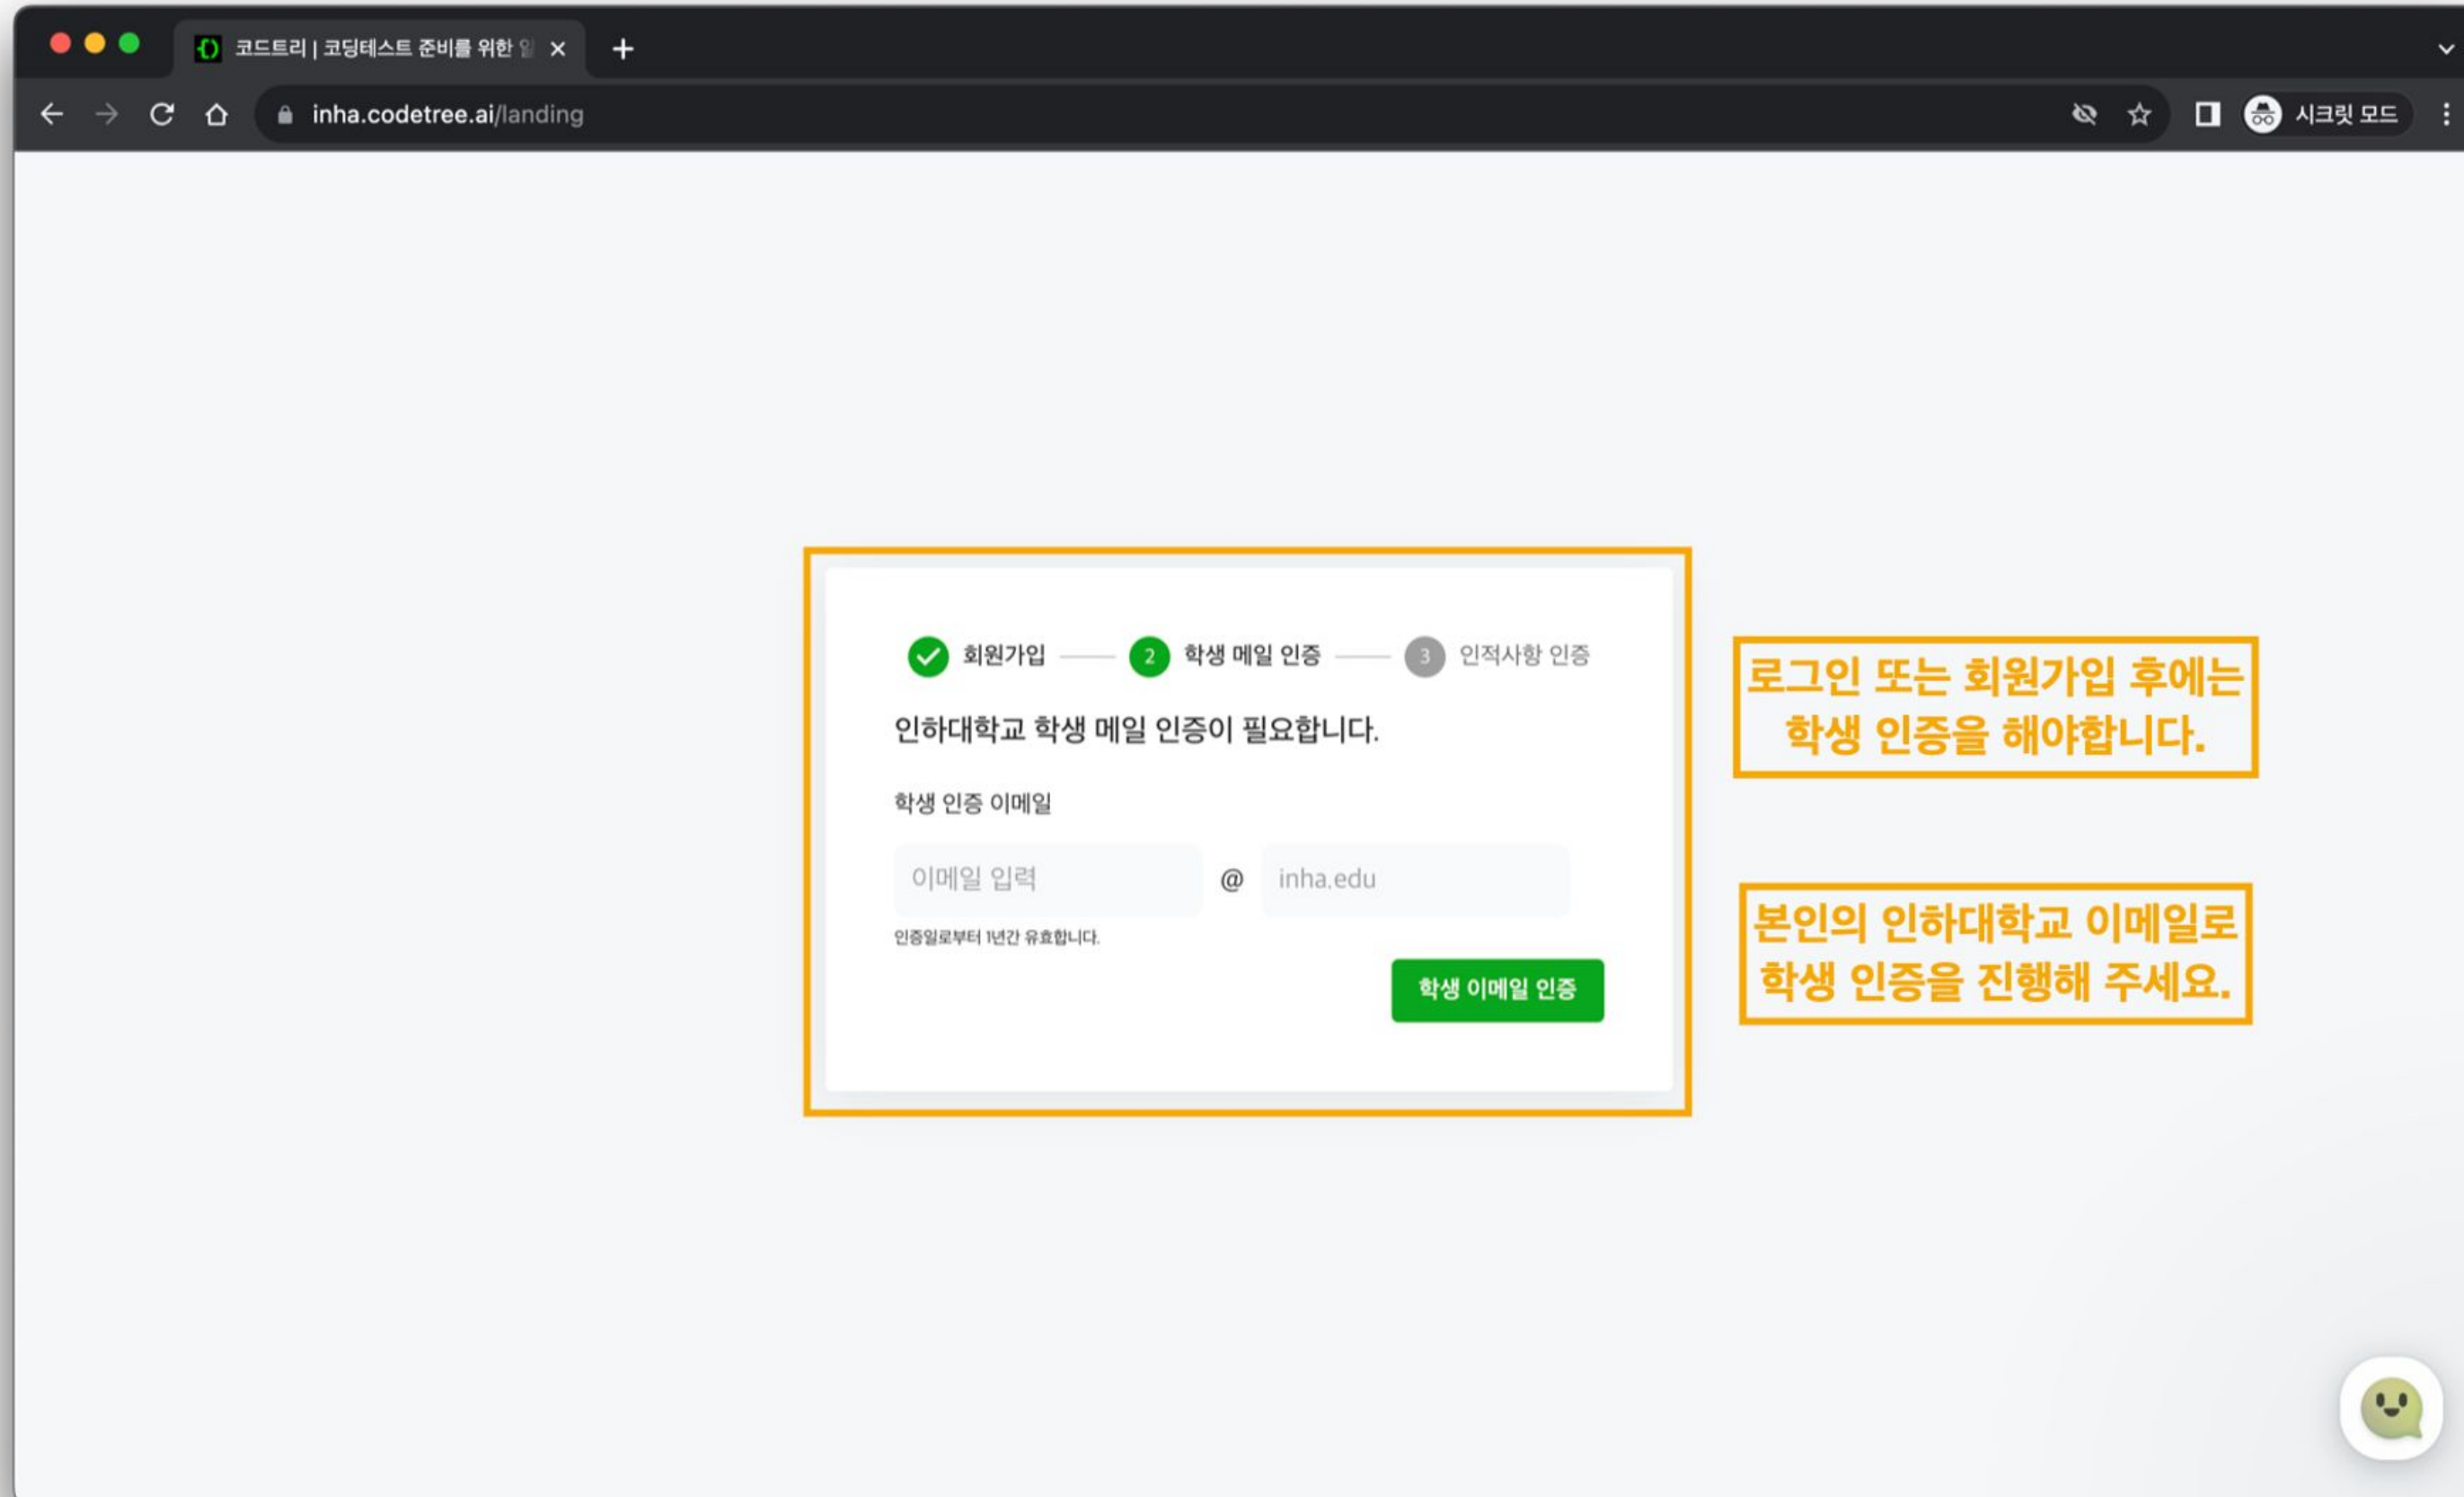 코드트리 | 코딩테스트 준비를 위한
inha.codetree.ai/landing
시크릿 모드
회원가입
2 학생 메일 인증
3 인적사항 인증
인하대학교 학생 메일 인증이 필요합니다.
학생 인증 이메일
이메일 입력 @ inha.edu
인증일로부터 1년간 유효합니다.
학생 이메일 인증
로그인 또는 회원가입 후에는
학생 인증을 해야합니다.
본인의 인하대학교 이메일로
학생 인증을 진행해 주세요.